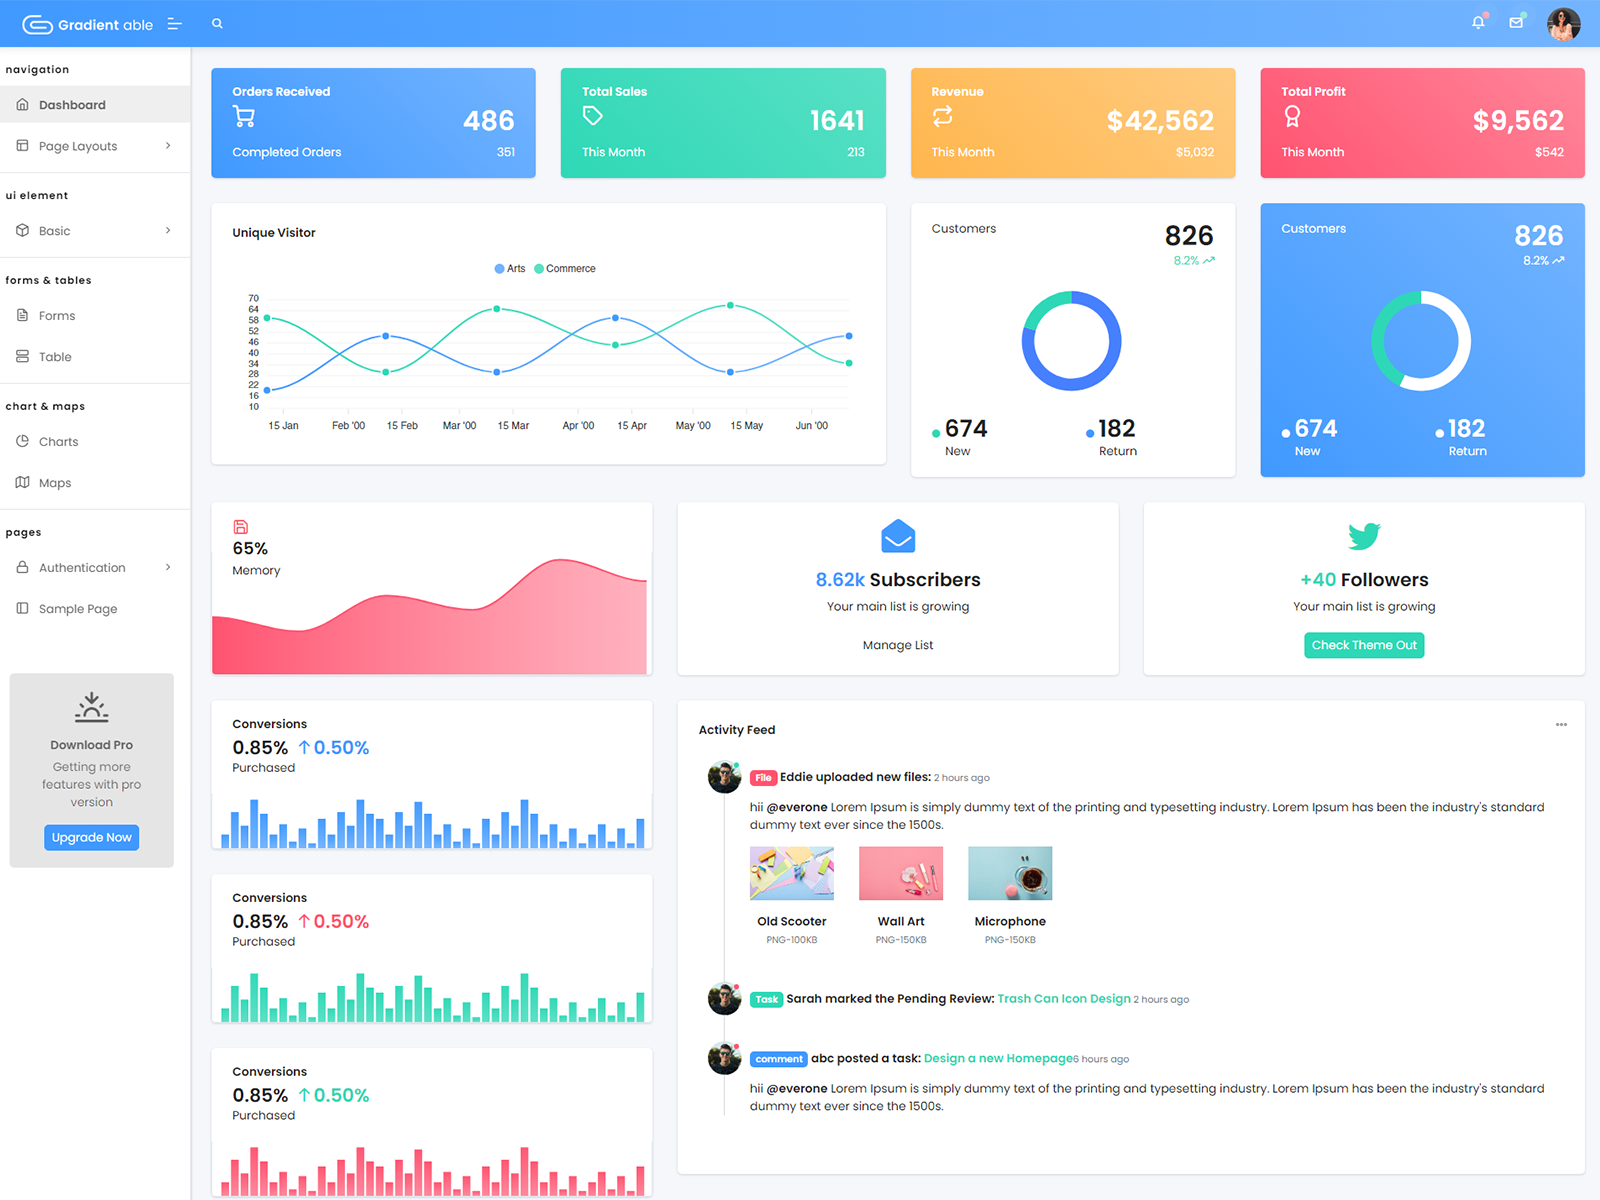 Gradient able
navigation
Dashboard
Page Layouts
ui element
Basic
forms & tables
Forms
Table
chart & maps
Charts
Maps
pages
Authentication
Sample Page
Download Pro
Getting more
features with pro
version
Upgrade Now
Orders Received
486
Completed Orders 351
Total Sales
1641
This Month 213
Revenue
$42,562
This Month $5,032
Total Profit
$9,562
This Month $542
Unique Visitor
Arts Commerce
70
64
58
52
46
40
34
28
22
16
10
15 Jan Feb '00 15 Feb Mar '00 15 Mar Apr '00 15 Apr May '00 15 May Jun '00
Customers 826
8.2%
674 182
New Return
Customers 826
8.2%
674 182
New Return
65%
Memory
8.62k Subscribers
Your main list is growing
Manage List
+40 Followers
Your main list is growing
Check Theme Out
Conversions
0.85% 0.50%
Purchased
Conversions
0.85% 0.50%
Purchased
Conversions
0.85% 0.50%
Purchased
Activity Feed
File Eddie uploaded new files: 2 hours ago
hii @everone Lorem Ipsum is simply dummy text of the printing and typesetting industry. Lorem Ipsum has been the industry's standard
dummy text ever since the 1500s.
Old Scooter Wall Art Microphone
PNG-100KB PNG-150KB PNG-150KB
Task Sarah marked the Pending Review: Trash Can Icon Design 2 hours ago
comment abc posted a task: Design a new Homepage6 hours ago
hii @everone Lorem Ipsum is simply dummy text of the printing and typesetting industry. Lorem Ipsum has been the industry's standard
dummy text ever since the 1500s.